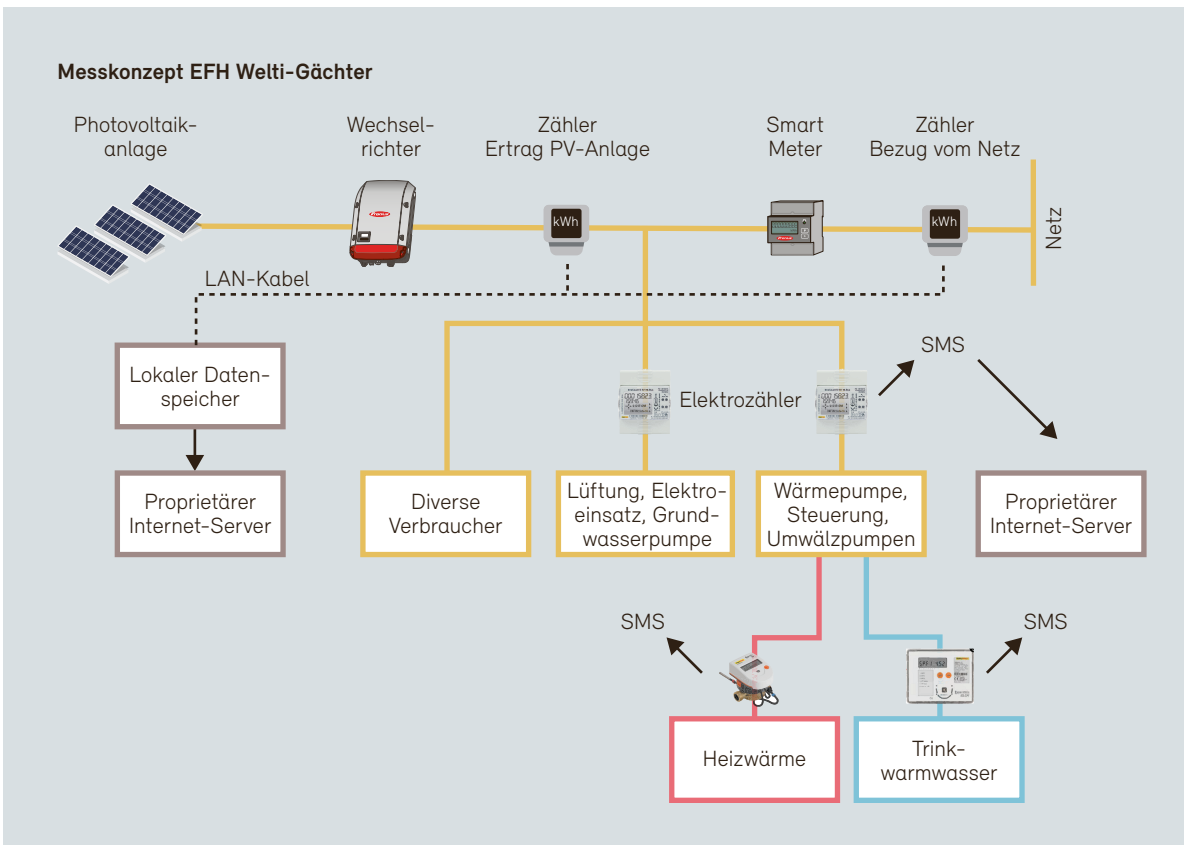 Messkonzept EFH Welti-Gächter
Photovoltaik-
anlage
Wechsel-
richter
Zähler
Ertrag PV-Anlage
Smart
Meter
Zähler
Bezug vom Netz
Fronius
kWh
Fronius
kWh
Netz
LAN-Kabel
Lokaler Daten-
speicher
Elektrozähler
SMS
Proprietärer
Internet-Server
Diverse
Verbraucher
Lüftung, Elektro-
einsatz, Grund-
wasserpumpe
Wärmepumpe,
Steuerung,
Umwälzpumpen
Proprietärer
Internet-Server
SMS
SMS
Heizwärme
Trink-
warmwasser